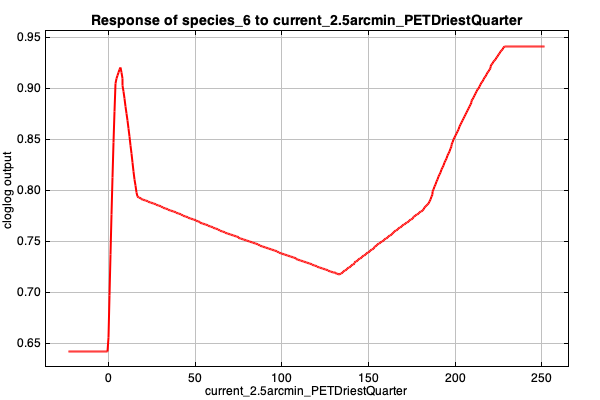 Response of species_6 to current_2.5arcmin_PETDriestQuarter
cloglog output
0.95
0.90
0.85
0.80
0.75
0.70
0.65
0 50 100 150 200 250
current_2.5arcmin_PETDriestQuarter